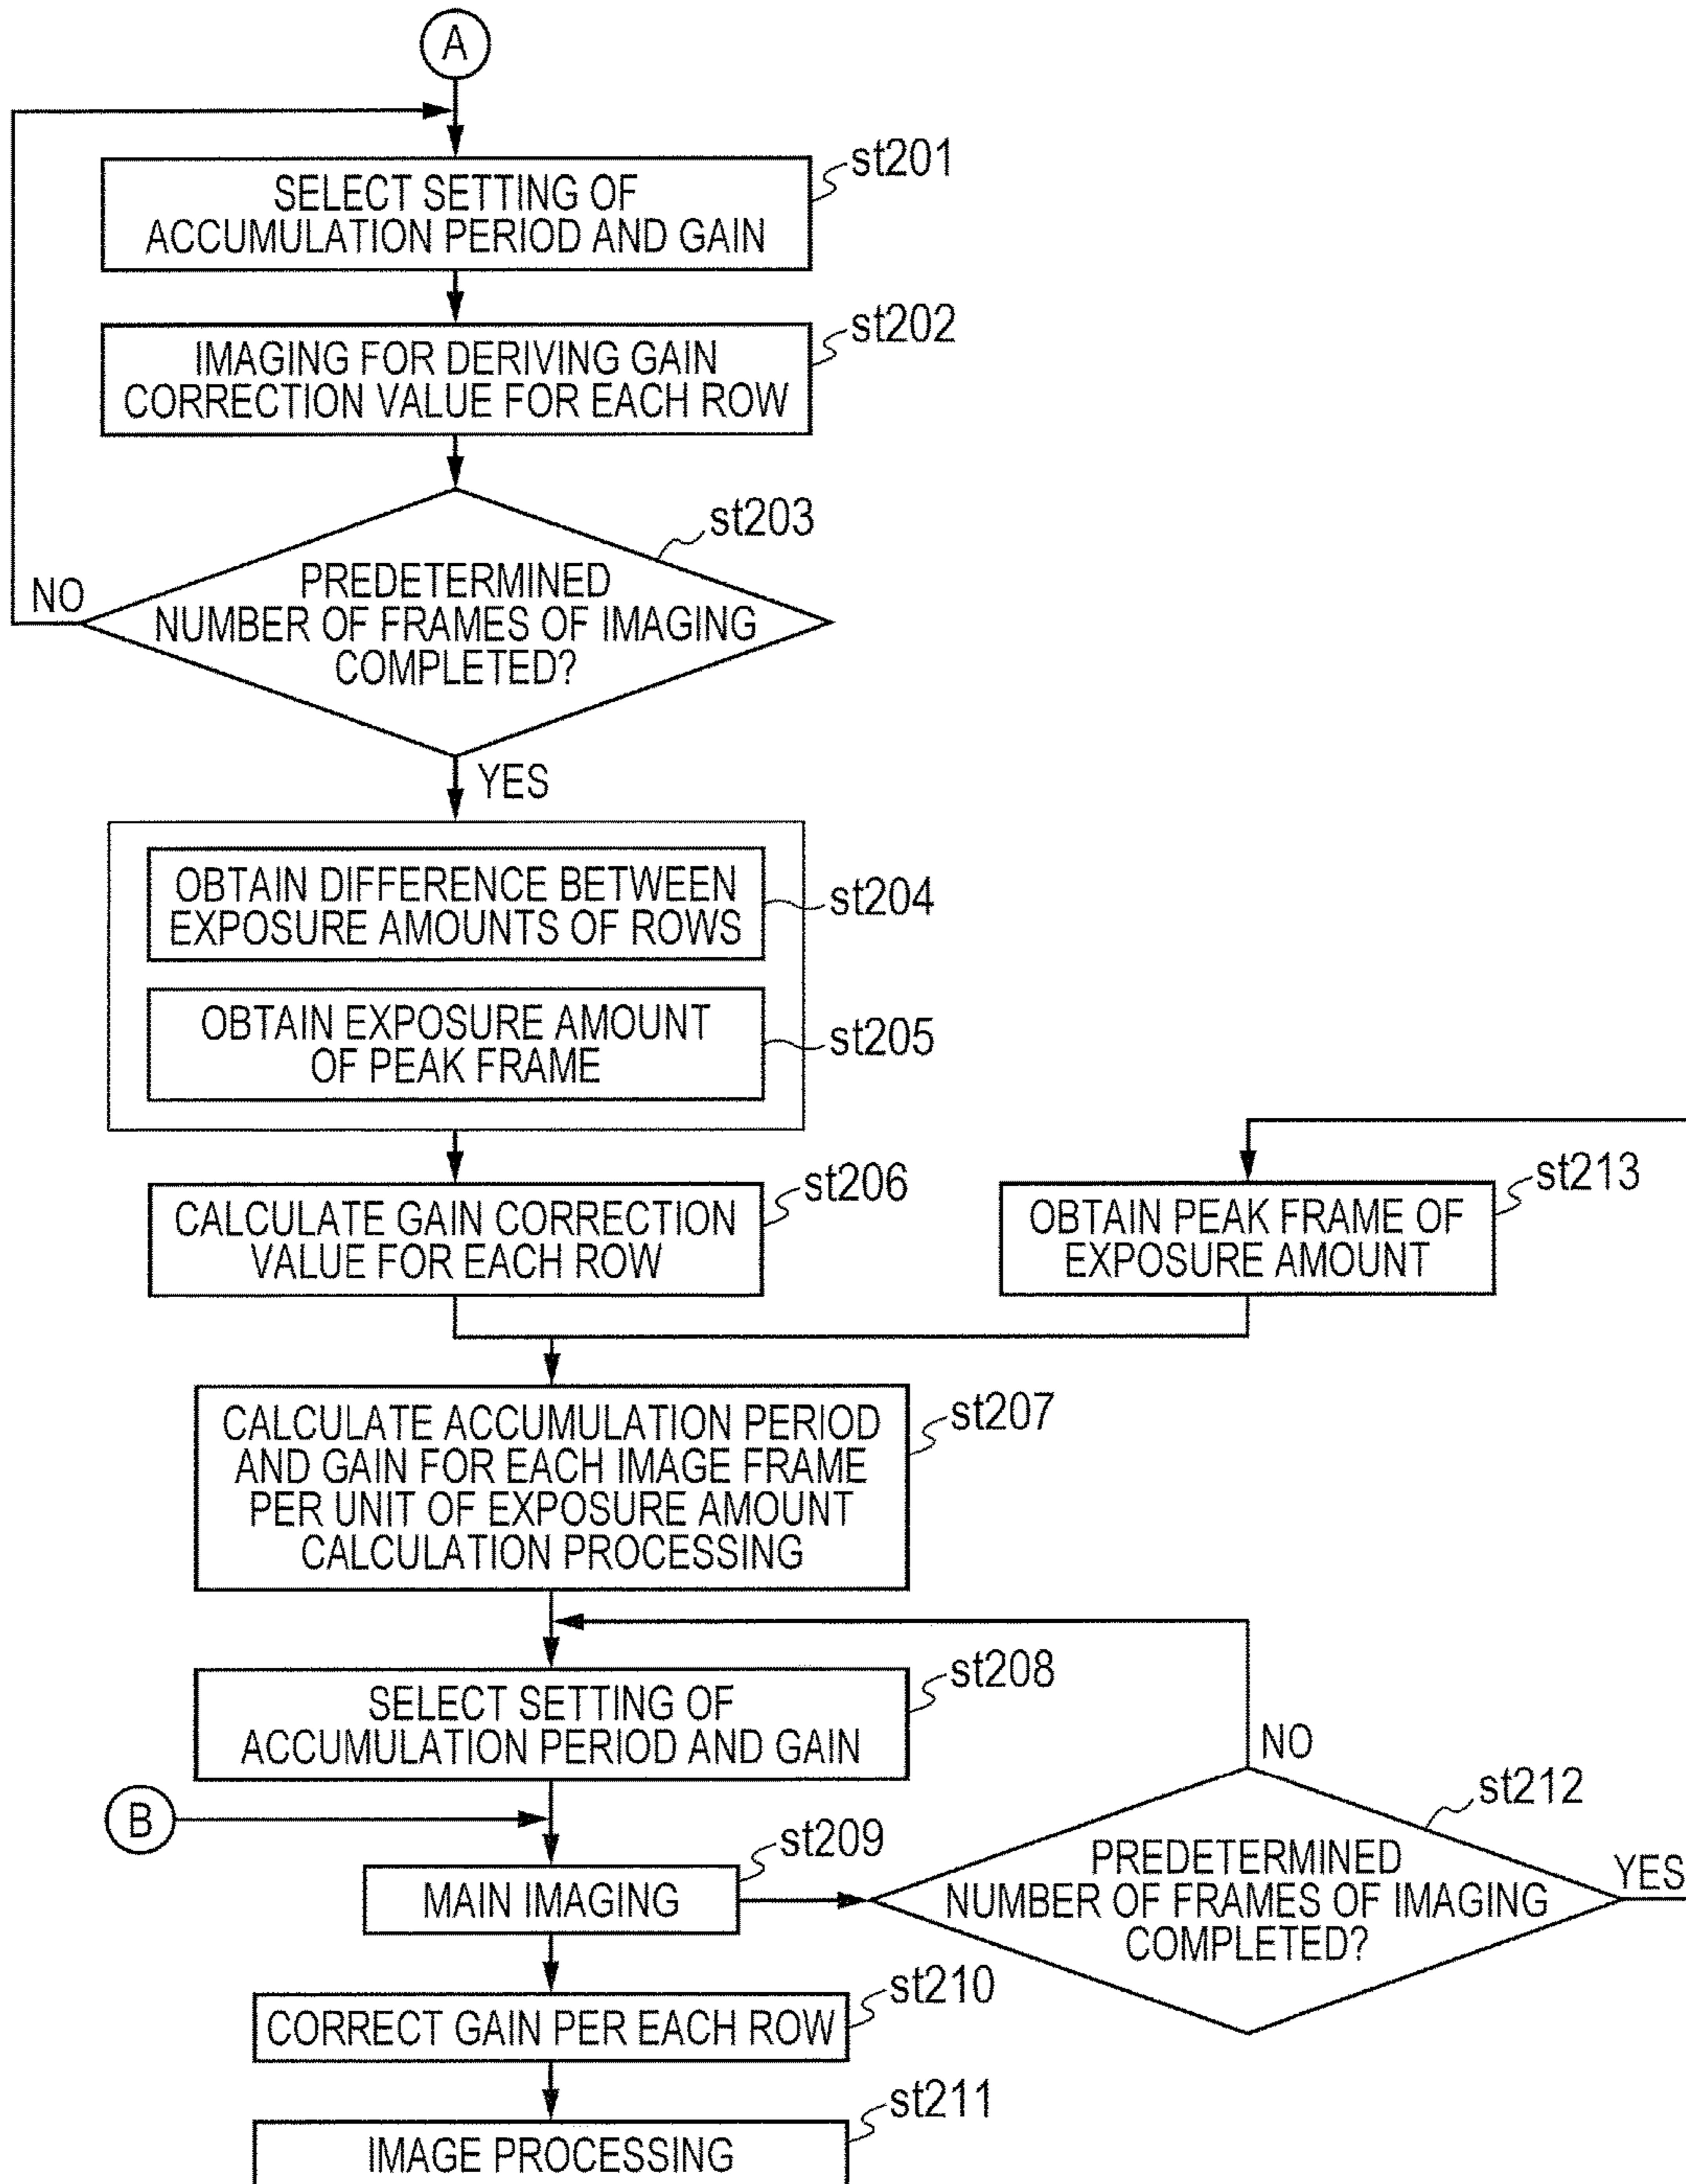 A
st201
SELECT SETTING OF
ACCUMULATION PERIOD AND GAIN
st202
IMAGING FOR DERIVING GAIN
CORRECTION VALUE FOR EACH ROW
st203
PREDETERMINED
NUMBER OF FRAMES OF IMAGING
COMPLETED?
NO
YES
OBTAIN DIFFERENCE BETWEEN
EXPOSURE AMOUNTS OF ROWS
st204
OBTAIN EXPOSURE AMOUNT
OF PEAK FRAME
st205
st206
CALCULATE GAIN CORRECTION
VALUE FOR EACH ROW
st213
OBTAIN PEAK FRAME OF
EXPOSURE AMOUNT
st207
CALCULATE ACCUMULATION PERIOD
AND GAIN FOR EACH IMAGE FRAME
PER UNIT OF EXPOSURE AMOUNT
CALCULATION PROCESSING
st208
SELECT SETTING OF
ACCUMULATION PERIOD AND GAIN
B
st209
MAIN IMAGING
NO
st212
PREDETERMINED
NUMBER OF FRAMES OF IMAGING
COMPLETED?
YES
st210
CORRECT GAIN PER EACH ROW
st211
IMAGE PROCESSING